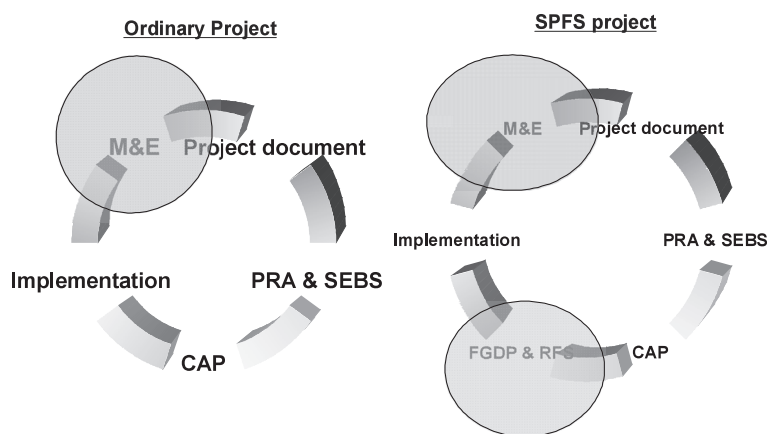 Ordinary Project
M&E
Project document
Implementation
PRA & SEBS
CAP
SPFS project
M&E
Project document
Implementation
PRA & SEBS
FGDP & RFS
CAP